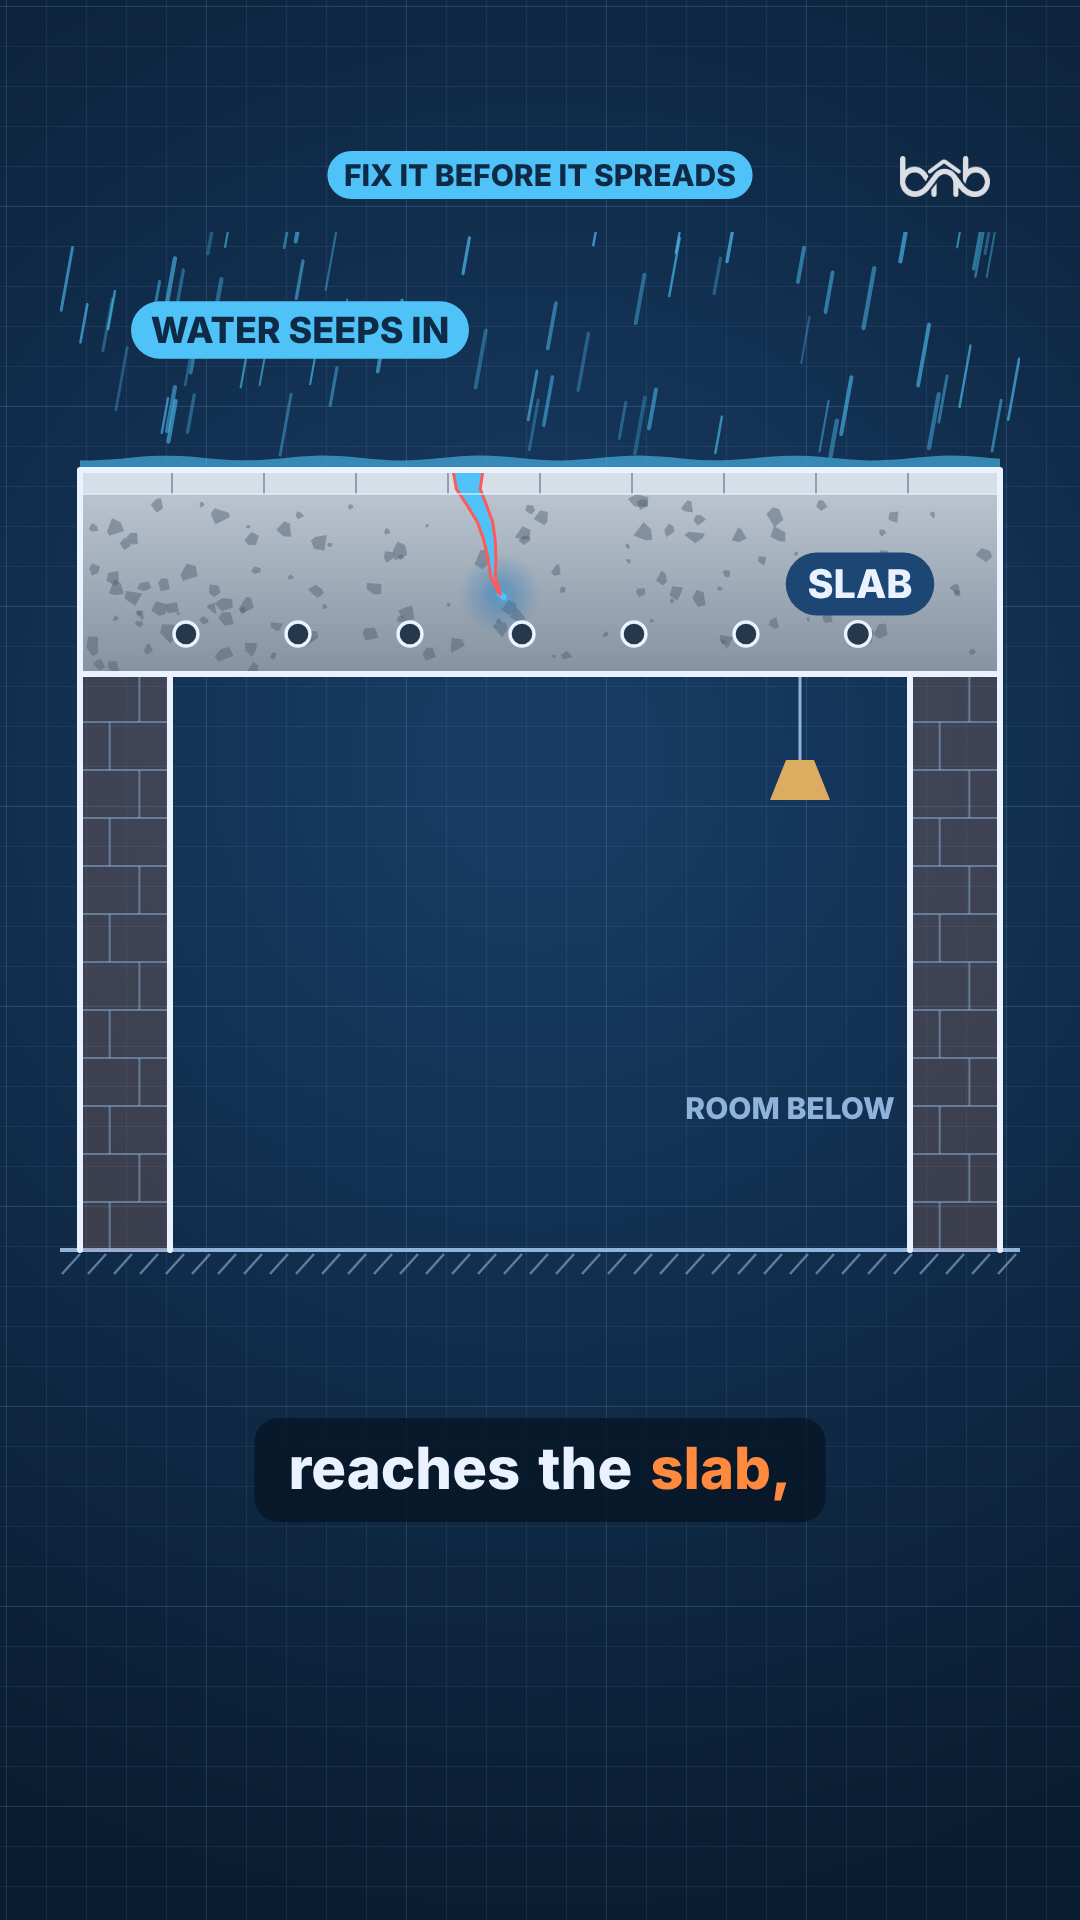 FIX IT BEFORE IT SPREADS
bnb
WATER SEEPS IN
SLAB
ROOM BELOW
reaches the slab,